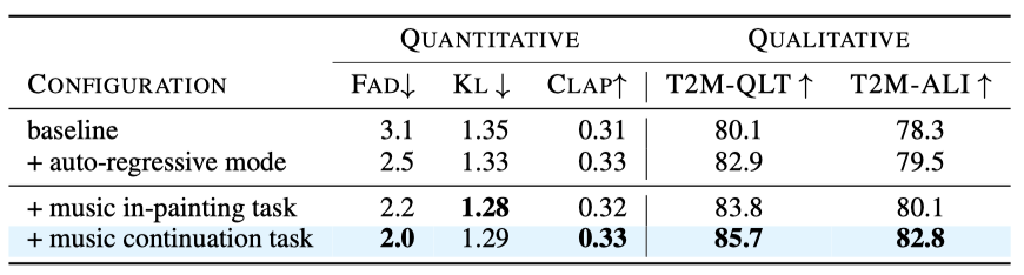 QUANTITATIVE QUALITATIVE
CONFIGURATION FAD↓ KL ↓ CLAP↑ T2M-QLT ↑ T2M-ALI ↑
baseline 3.1 1.35 0.31 80.1 78.3
+ auto-regressive mode 2.5 1.33 0.33 82.9 79.5
+ music in-painting task 2.2 1.28 0.32 83.8 80.1
+ music continuation task 2.0 1.29 0.33 85.7 82.8